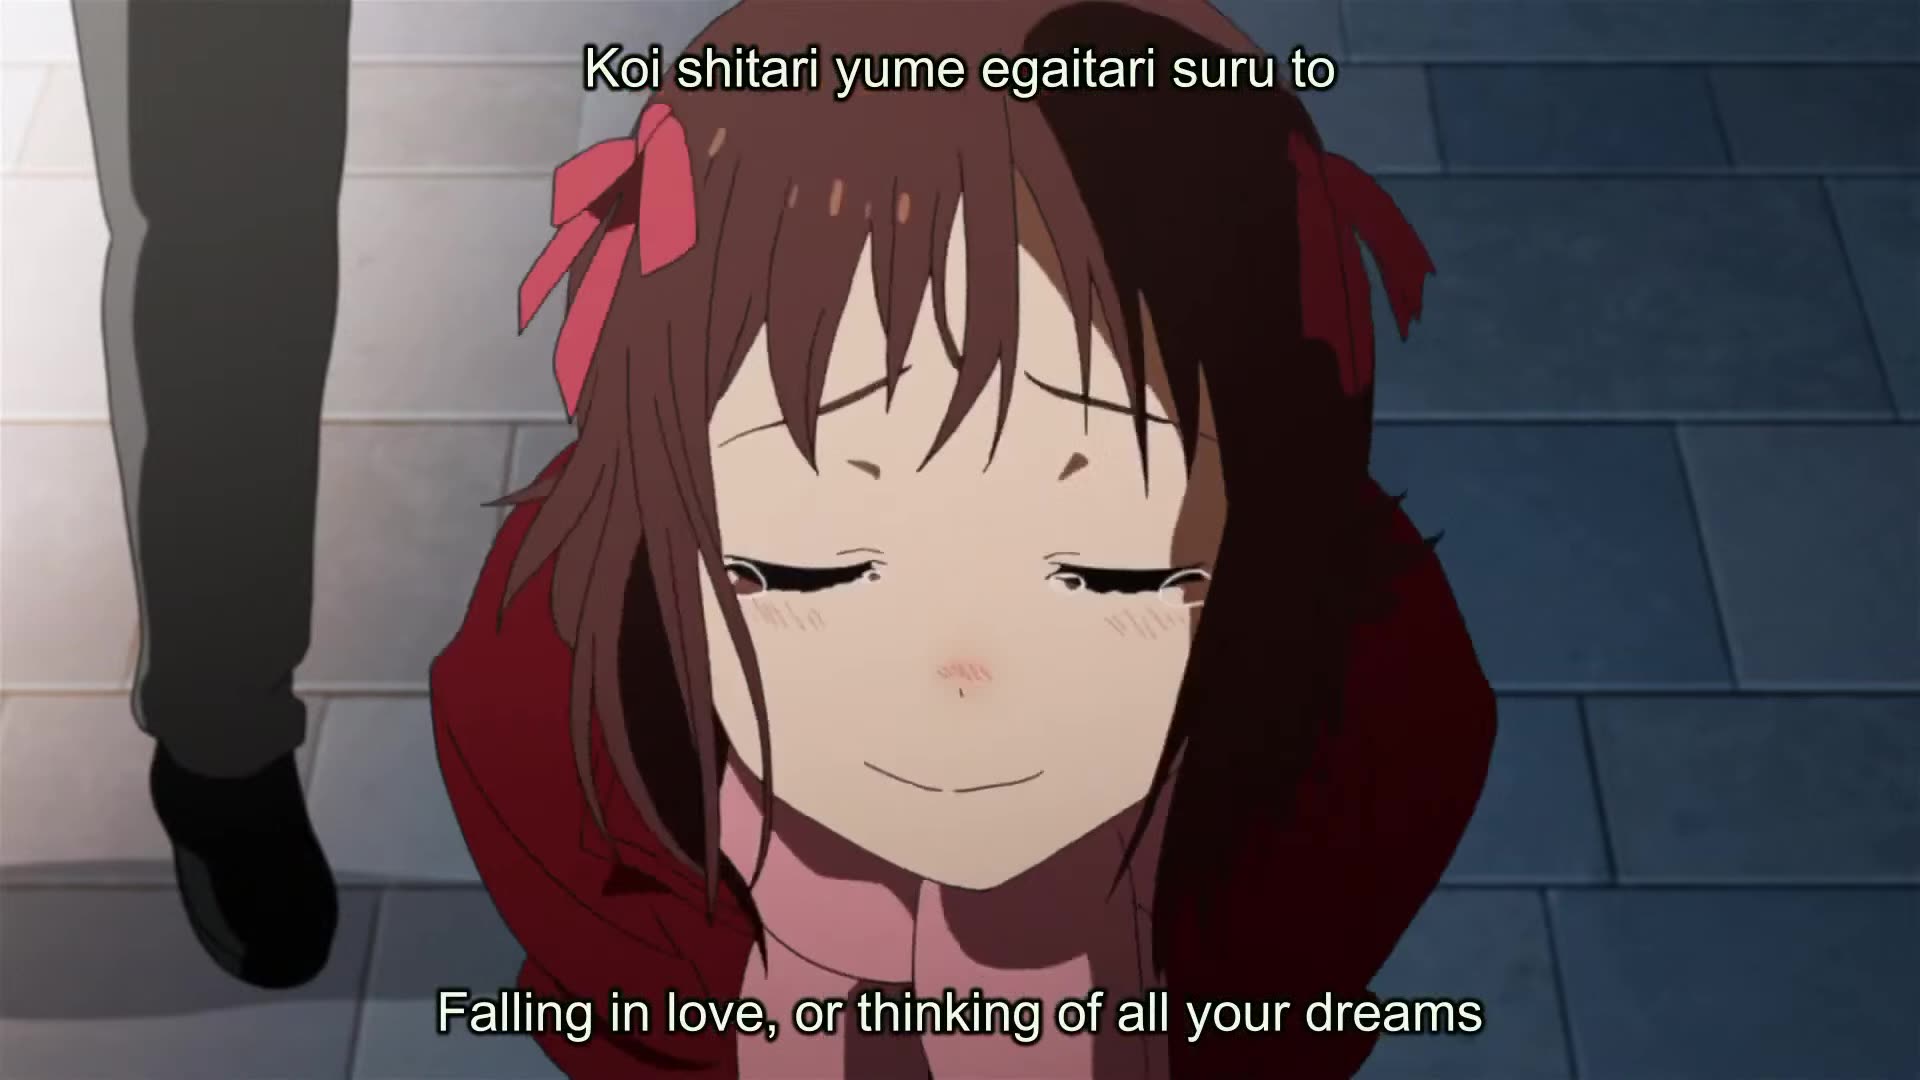 Koi shitari yume egaitari suru to
Falling in love, or thinking of all your dreams